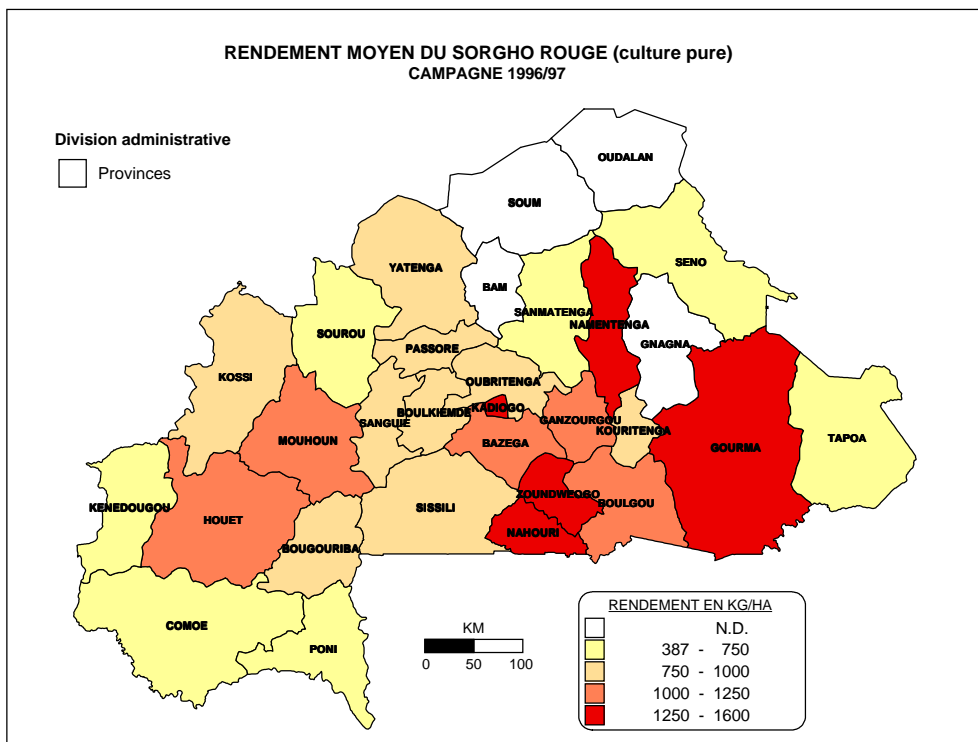 RENDEMENT MOYEN DU SORGHO ROUGE (culture pure)
CAMPAGNE 1996/97
Division administrative
Provinces
OUDALAN
SOUM
SENO
YATENGA
BAM
SANMATENGA
NAMENTENGA
GNAGNA
SOUROU
PASSORE
KOSSI
OUBRITENGA
BOULKIEMDE
KADIOGO
SANGUIE
GANZOURGOU
KOURITENGA
MOUHOUN
BAZEGA
GOURMA
TAPOA
KENEDOUGOU
HOUET
SISSILI
ZOUNDWEOGO
BOULGOU
NAHOURI
BOUGOURIBA
COMOE
PONI
KM
0 50 100
RENDEMENT EN KG/HA
N.D.
387 - 750
750 - 1000
1000 - 1250
1250 - 1600